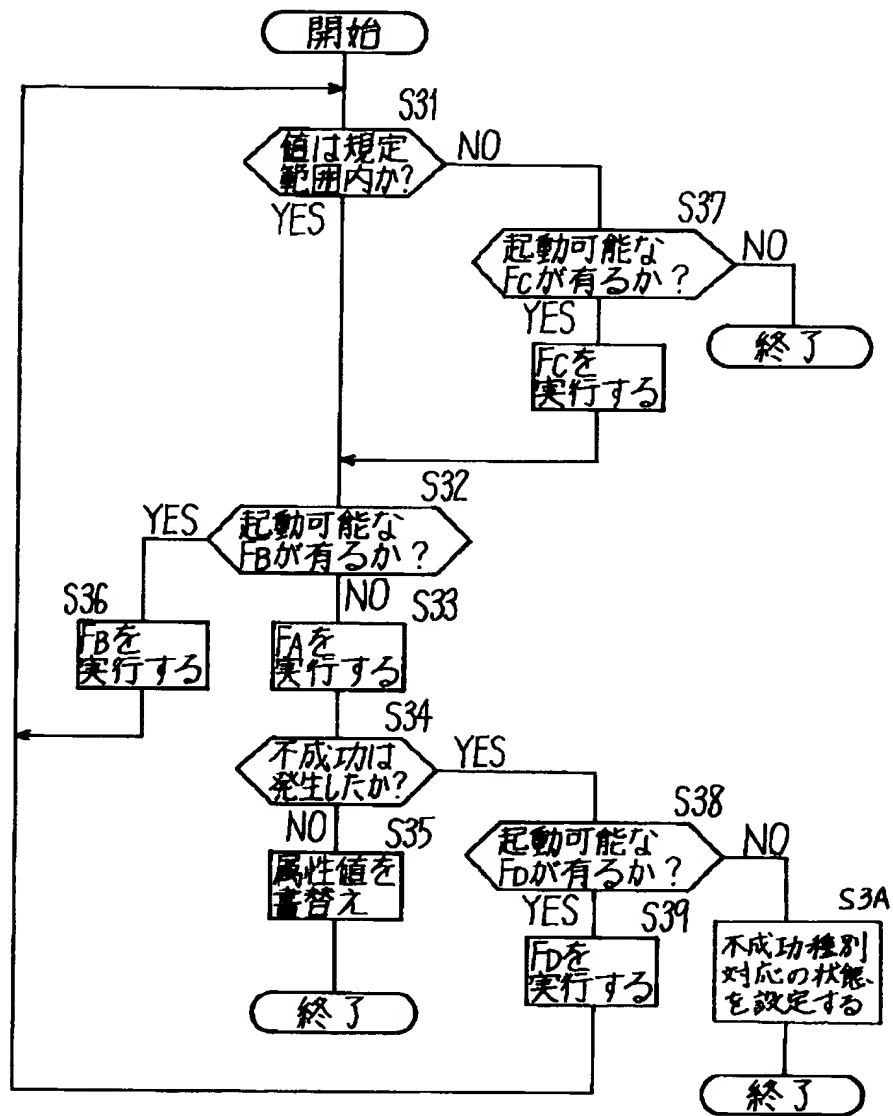 開始
S31
値は規定
範囲内か?
NO
YES
S37
起動可能な
FCが有るか?
NO
YES
終了
FCを
実行する
S32
起動可能な
FBが有るか?
YES
NO
S36
FBを
実行する
S33
FAを
実行する
S34
不成功は
発生したか?
YES
NO
S35
属性値を
書替え
終了
S38
起動可能な
FDが有るか?
NO
YES
S39
FDを
実行する
S3A
不成功種別
対応の状態
を設定する
終了